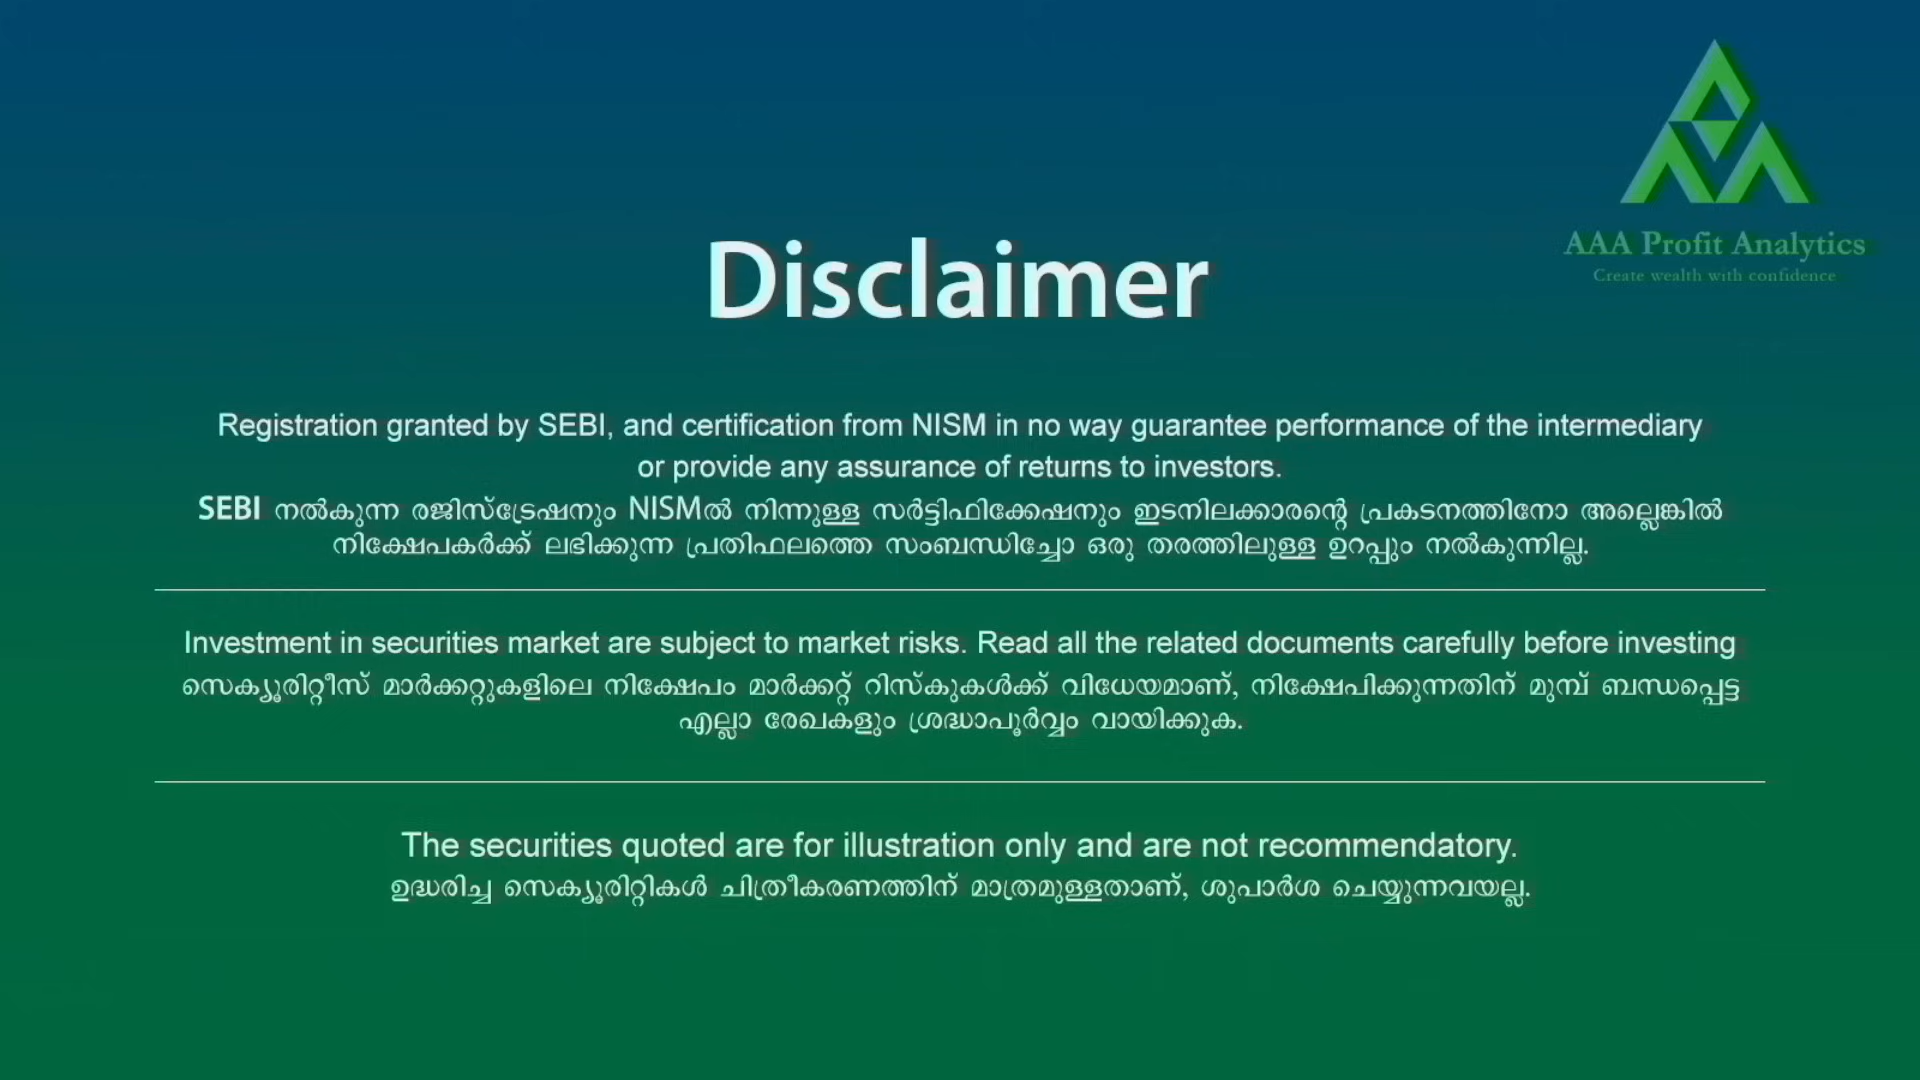 AAA Profit Analytics
Create wealth with confidence
Disclaimer
Registration granted by SEBI, and certification from NISM in no way guarantee performance of the intermediary
or provide any assurance of returns to investors.
SEBI നൽകുന്ന രജിസ്ട്രേഷനും NISMൽ നിന്നുള്ള സർട്ടിഫിക്കേഷനും ഇടനിലക്കാരന്റെ പ്രകടനത്തിനോ അല്ലെങ്കിൽ
നിക്ഷേപകർക്ക് ലഭിക്കുന്ന പ്രതിഫലത്തെ സംബന്ധിച്ചോ ഒരു തരത്തിലുള്ള ഉറപ്പും നൽകുന്നില്ല.
Investment in securities market are subject to market risks. Read all the related documents carefully before investing
സെക്യൂരിറ്റീസ് മാർക്കറ്റുകളിലെ നിക്ഷേപം മാർക്കറ്റ് റിസ്കുകൾക്ക് വിധേയമാണ്, നിക്ഷേപിക്കുന്നതിന് മുമ്പ് ബന്ധപ്പെട്ട
എല്ലാ രേഖകളും ശ്രദ്ധാപൂർവ്വം വായിക്കുക.
The securities quoted are for illustration only and are not recommendatory.
ഉദ്ധരിച്ച സെക്യൂരിറ്റികൾ ചിത്രീകരണത്തിന് മാത്രമുള്ളതാണ്, ശുപാർശ ചെയ്യുന്നവയല്ല.